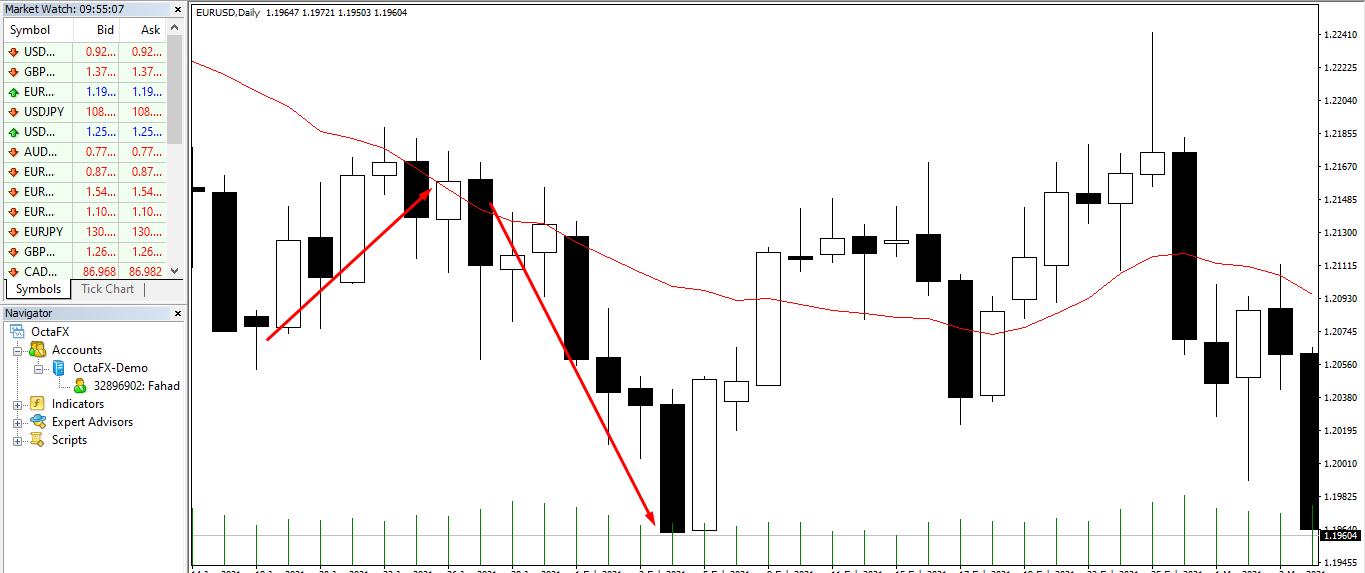 Market Watch: 09:55:07
Symbol Bid Ask
USD... 0.92... 0.92...
GBP... 1.37... 1.37...
EUR... 1.19... 1.19...
USDJPY 108.... 108....
USD... 1.25... 1.25...
AUD... 0.77... 0.77...
EUR... 0.87... 0.87...
EUR... 1.54... 1.54...
EUR... 1.10... 1.10...
EURJPY 130.... 130....
GBP... 1.26... 1.26...
CAD... 86.968 86.982
Symbols Tick Chart
Navigator
OctaFX
Accounts
OctaFX-Demo
32896902: Fahad
Indicators
Expert Advisors
Scripts
EURUSD,Daily 1.19647 1.19721 1.19503 1.19604
1.22410
1.22225
1.22040
1.21855
1.21670
1.21485
1.21300
1.21115
1.20930
1.20745
1.20560
1.20380
1.20195
1.20010
1.19825
1.19604
1.19455